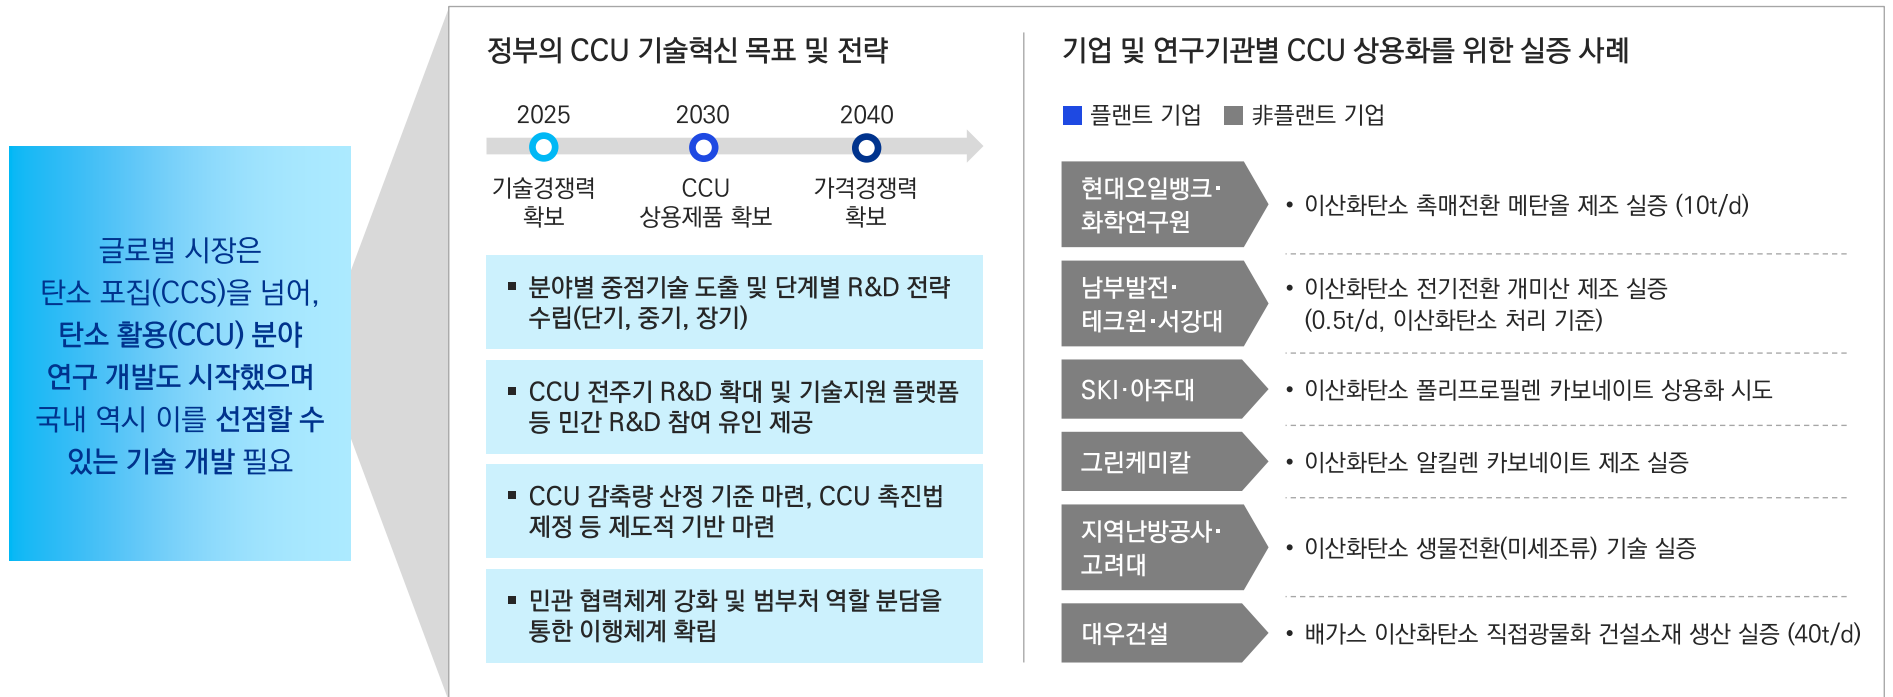 글로벌 시장은
탄소 포집(CCS)을 넘어,
탄소 활용(CCU) 분야
연구 개발도 시작했으며
국내 역시 이를 선점할 수
있는 기술 개발 필요
정부의 CCU 기술혁신 목표 및 전략
2025
2030
2040
기술경쟁력
확보
CCU
상용제품 확보
가격경쟁력
확보
▪ 분야별 중점기술 도출 및 단계별 R&D 전략
수립(단기, 중기, 장기)
▪ CCU 전주기 R&D 확대 및 기술지원 플랫폼
등 민간 R&D 참여 유인 제공
▪ CCU 감축량 산정 기준 마련, CCU 촉진법
제정 등 제도적 기반 마련
▪ 민관 협력체계 강화 및 범부처 역할 분담을
통한 이행체계 확립
기업 및 연구기관별 CCU 상용화를 위한 실증 사례
플랜트 기업
非플랜트 기업
현대오일뱅크·
화학연구원
• 이산화탄소 촉매전환 메탄올 제조 실증 (10t/d)
남부발전·
테크윈·서강대
• 이산화탄소 전기전환 개미산 제조 실증
(0.5t/d, 이산화탄소 처리 기준)
SKI·아주대
• 이산화탄소 폴리프로필렌 카보네이트 상용화 시도
그린케미칼
• 이산화탄소 알킬렌 카보네이트 제조 실증
지역난방공사·
고려대
• 이산화탄소 생물전환(미세조류) 기술 실증
대우건설
• 배가스 이산화탄소 직접광물화 건설소재 생산 실증 (40t/d)